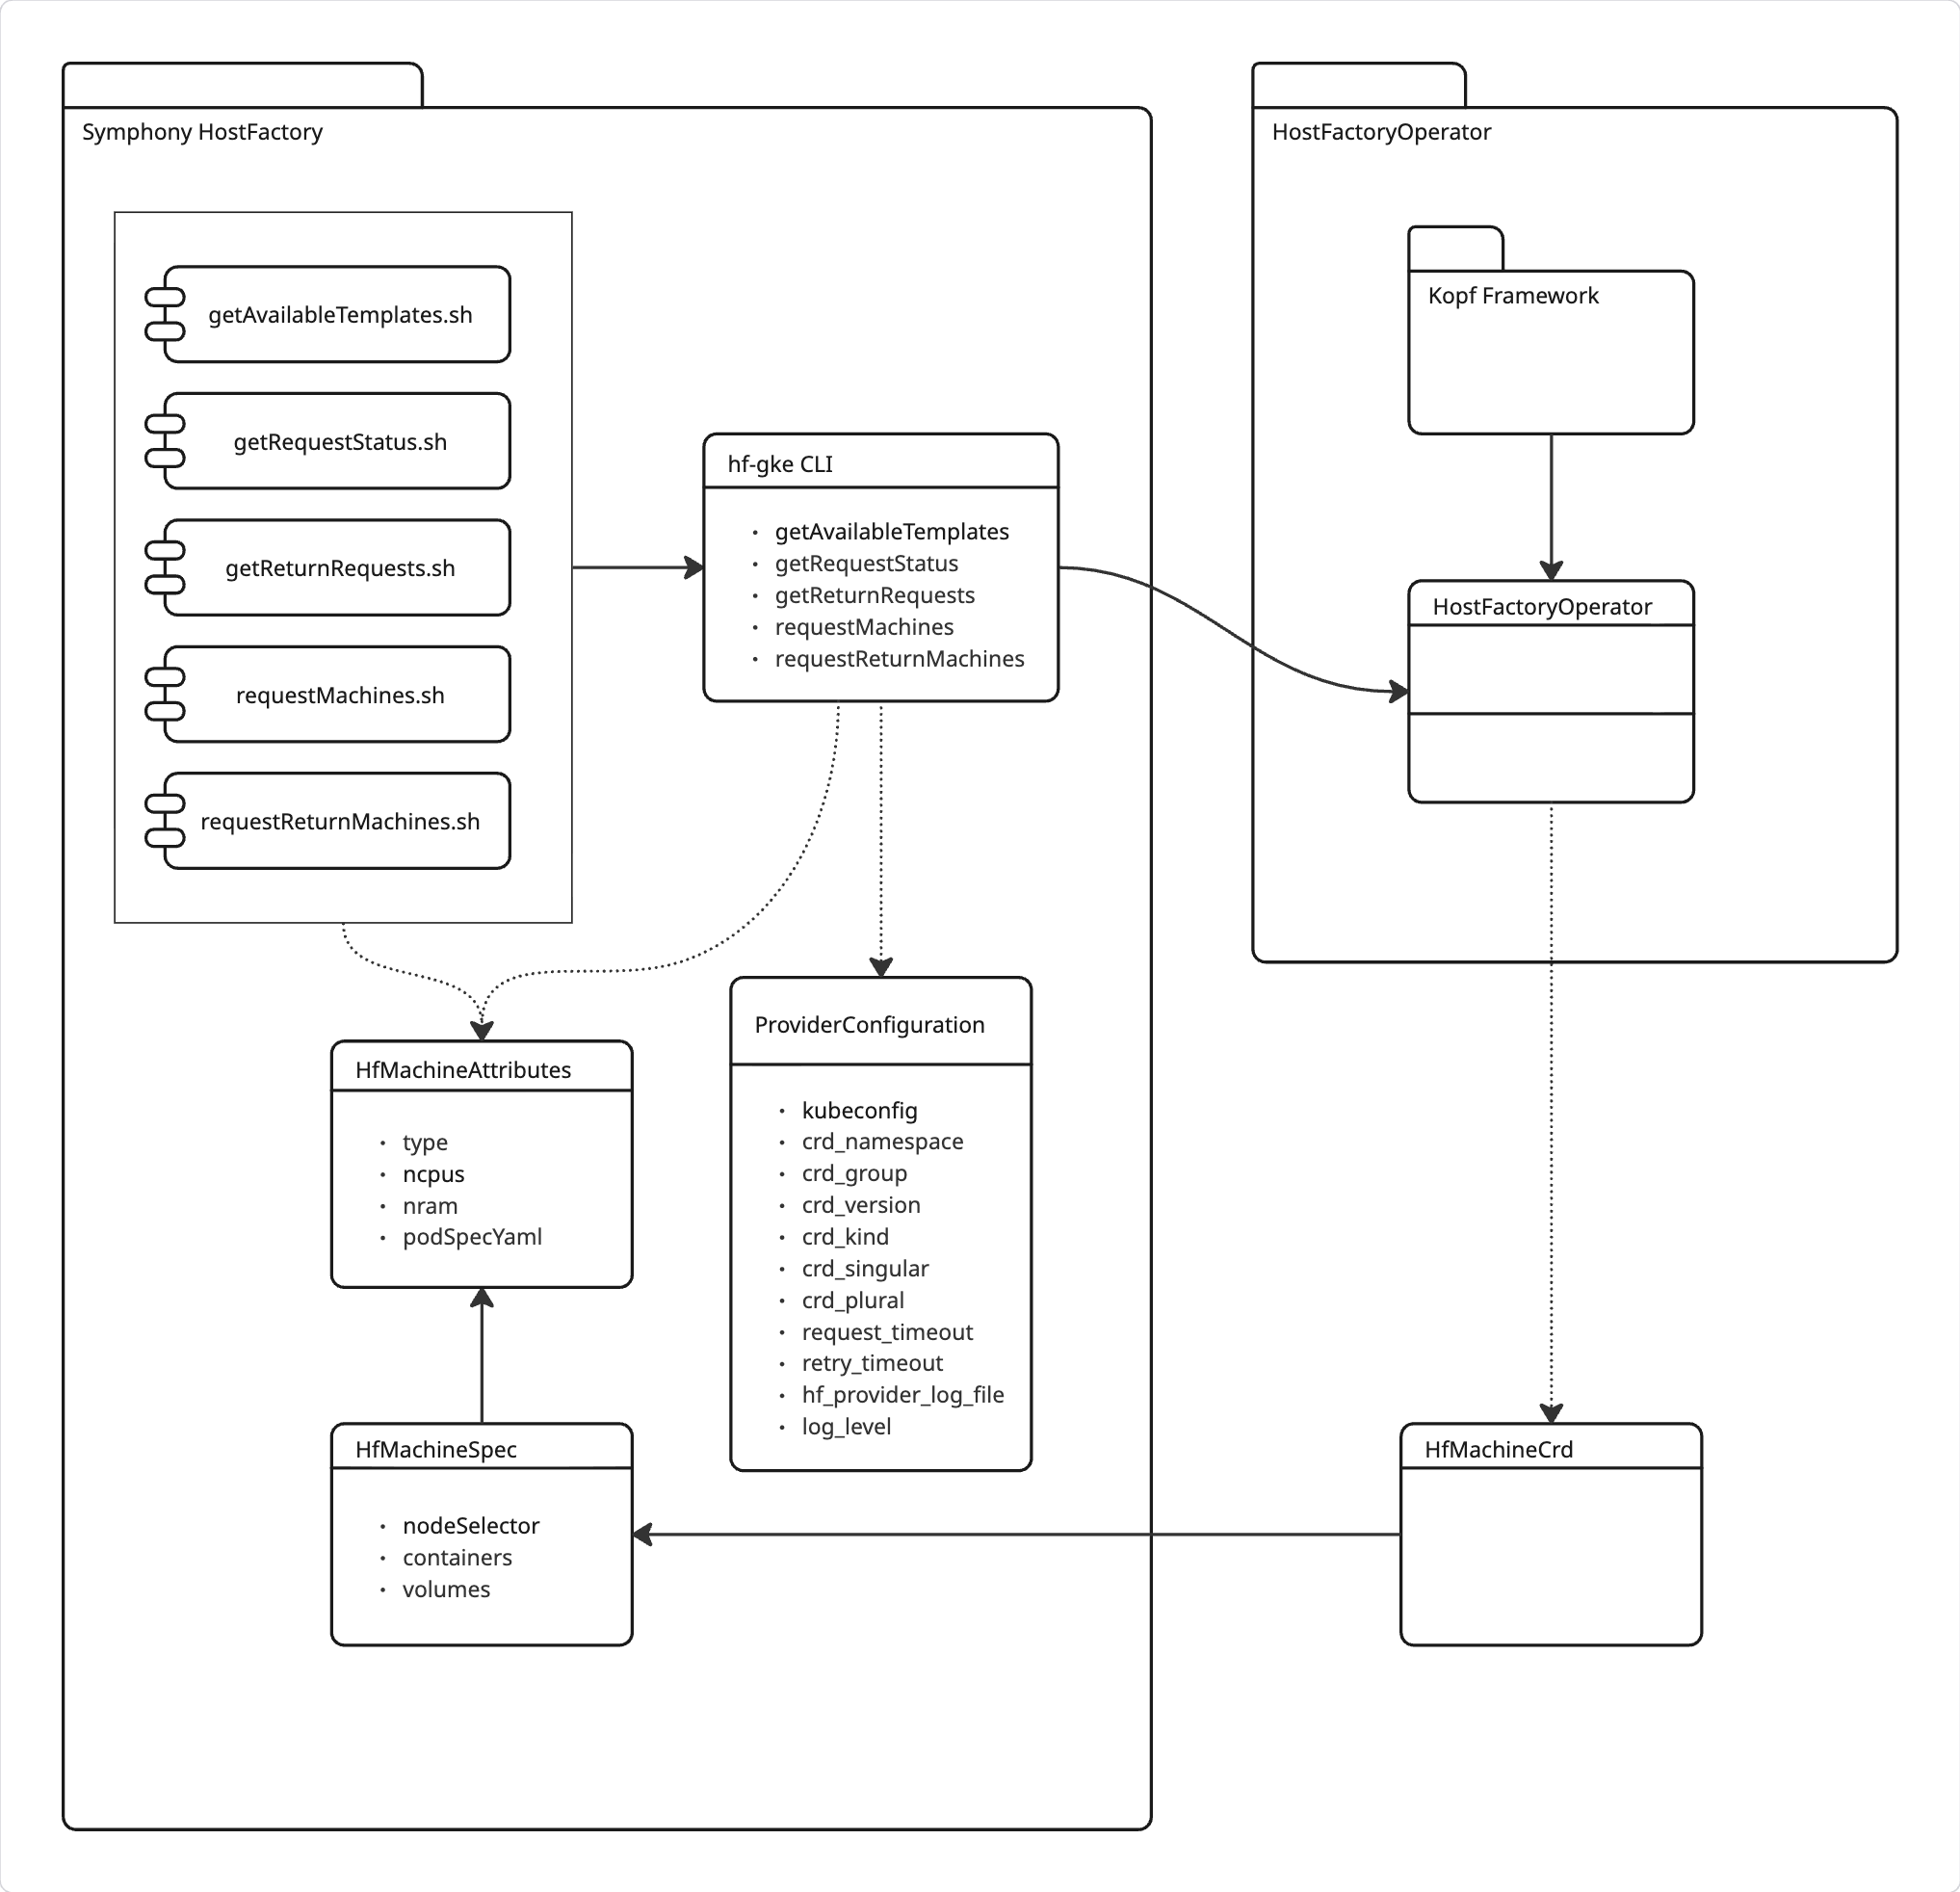 Symphony HostFactory
getAvailableTemplates.sh
getRequestStatus.sh
getReturnRequests.sh
requestMachines.sh
requestReturnMachines.sh
hf-gke CLI
· getAvailableTemplates
· getRequestStatus
· getReturnRequests
· requestMachines
· requestReturnMachines
HfMachineAttributes
· type
· ncpus
· nram
· podSpecYaml
ProviderConfiguration
· kubeconfig
· crd_namespace
· crd_group
· crd_version
· crd_kind
· crd_singular
· crd_plural
· request_timeout
· retry_timeout
· hf_provider_log_file
· log_level
HfMachineSpec
· nodeSelector
· containers
· volumes
HostFactoryOperator
Kopf Framework
HostFactoryOperator
HfMachineCrd